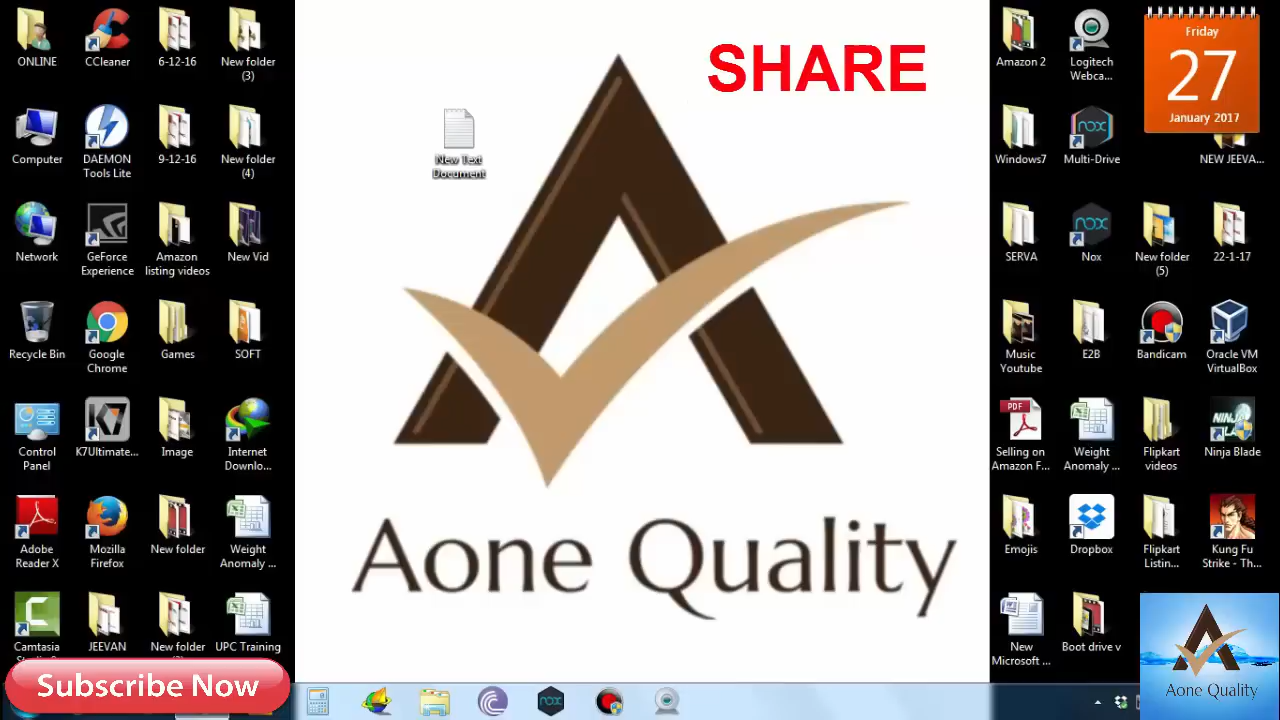 ONLINE
CCleaner
6-12-16
New folder
(3)
SHARE
Amazon 2
Logitech
Webca...
Friday
27
January 2017
Computer
DAEMON
Tools Lite
9-12-16
New folder
(4)
New Text
Document
Windows7
nox
Multi-Drive
NEW JEEVA...
Network
GeForce
Experience
Amazon
listing videos
New Vid
SERVA
nox
Nox
New folder
(5)
22-1-17
Recycle Bin
Google
Chrome
Games
SOFT
Music
Youtube
E2B
Bandicam
Oracle VM
VirtualBox
Control
Panel
K7Ultimate...
Image
Internet
Downlo...
PDF
Selling on
Amazon F...
Weight
Anomaly ...
Flipkart
videos
NINJA
Ninja Blade
Adobe
Reader X
Mozilla
Firefox
New folder
Weight
Anomaly ...
Aone Quality
Emojis
Dropbox
Flipkart
Listin...
Kung Fu
Strike - Th...
Camtasia
JEEVAN
New folder
UPC Training
New
Microsoft ...
Boot drive v
Aone Quality
Subscribe Now
nox